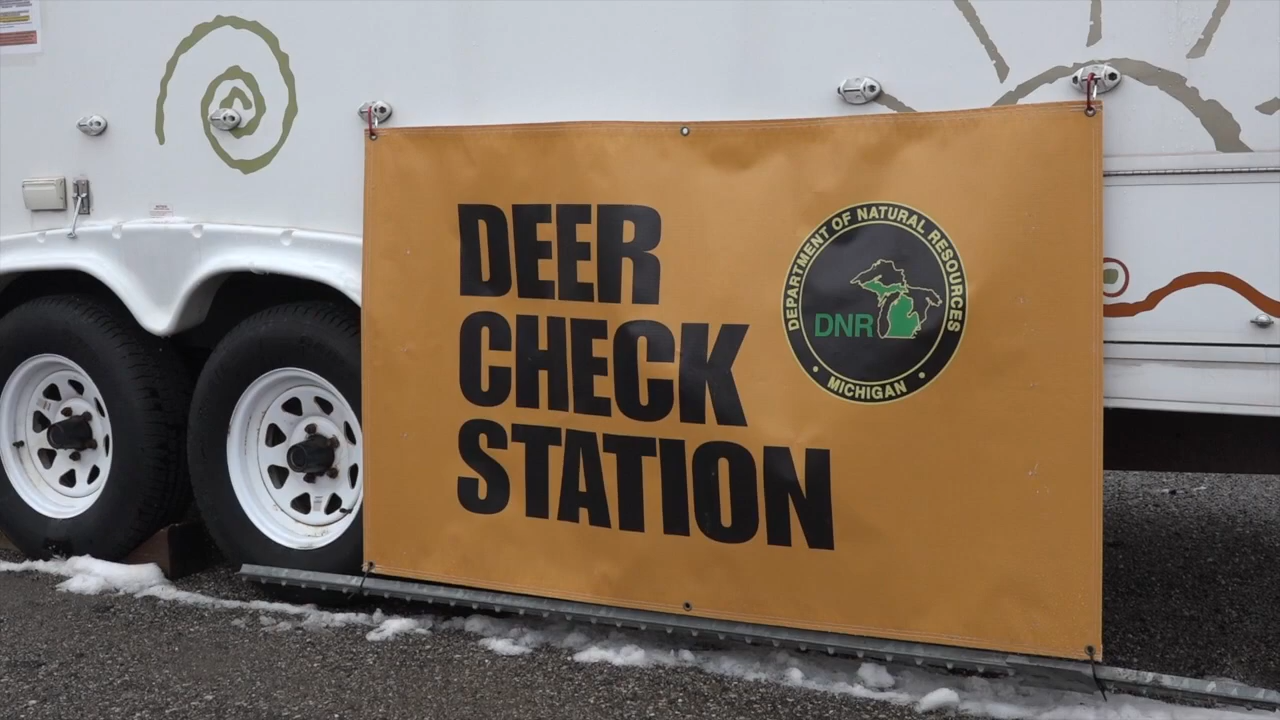 DEER
CHECK
STATION
DEPARTMENT OF NATURAL RESOURCES
DNR
• MICHIGAN •